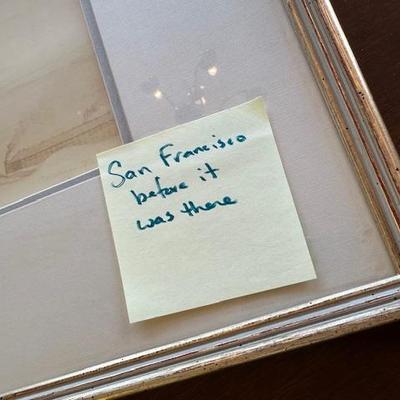 San Francisco
before it
was there